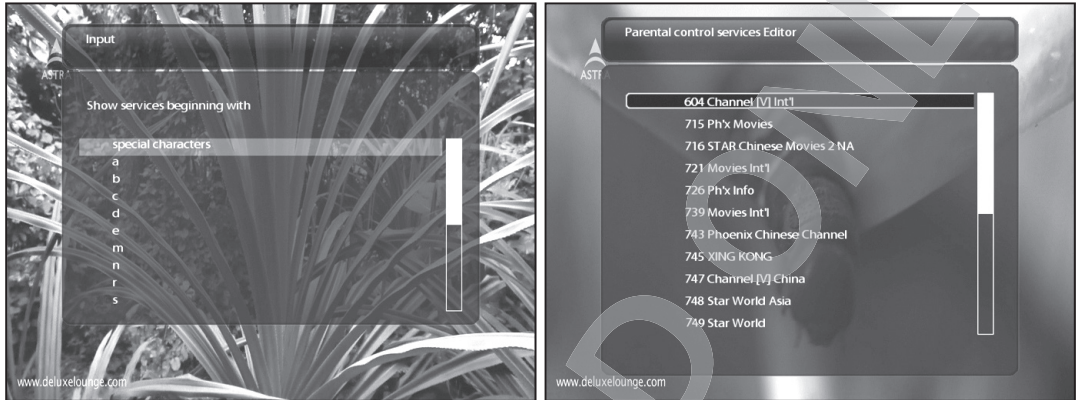 Input
ASTR
Show services beginning with
special characters
a
b
c
d
e
m
n
r
s
www.deluxelounge.com
Parental control services Editor
ASTRA
604 Channel [V] Int'l
715 Ph'x Movies
716 STAR Chinese Movies 2 NA
721 Movies Int'l
726 Ph'x Info
739 Movies Int'l
743 Phoenix Chinese Channel
745 XING KONG
747 Channel [V] China
748 Star World Asia
749 Star World
www.deluxelounge.com